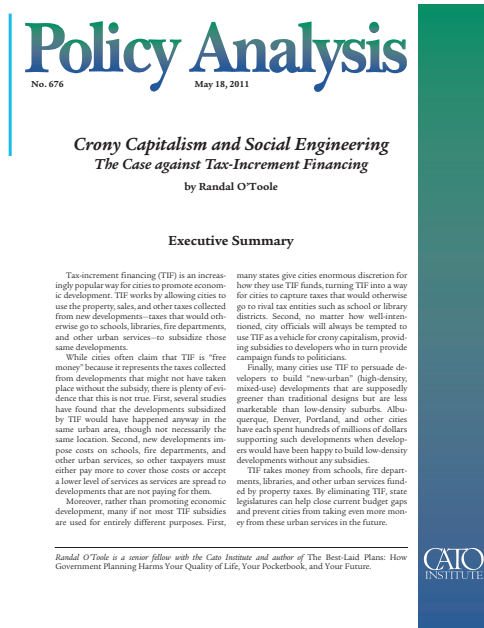 Policy Analysis
No. 676
May 18, 2011
Crony Capitalism and Social Engineering
The Case against Tax-Increment Financing
by Randal O’Toole
Executive Summary
Tax-increment financing (TIF) is an increas-
ingly popular way for cities to promote econom-
ic development. TIF works by allowing cities to
use the property, sales, and other taxes collected
from new developments—taxes that would oth-
erwise go to schools, libraries, fire departments,
and other urban services—to subsidize those
same developments.
While cities often claim that TIF is “free
money” because it represents the taxes collected
from developments that might not have taken
place without the subsidy, there is plenty of evi-
dence that this is not true. First, several studies
have found that the developments subsidized
by TIF would have happened anyway in the
same urban area, though not necessarily the
same location. Second, new developments im-
pose costs on schools, fire departments, and
other urban services, so other taxpayers must
either pay more to cover those costs or accept
a lower level of services as services are spread to
developments that are not paying for them.
Moreover, rather than promoting economic
development, many if not most TIF subsidies
are used for entirely different purposes. First,
many states give cities enormous discretion for
how they use TIF funds, turning TIF into a way
for cities to capture taxes that would otherwise
go to rival tax entities such as school or library
districts. Second, no matter how well-inten-
tioned, city officials will always be tempted to
use TIF as a vehicle for crony capitalism, provid-
ing subsidies to developers who in turn provide
campaign funds to politicians.
Finally, many cities use TIF to persuade de-
velopers to build “new-urban” (high-density,
mixed-use) developments that are supposedly
greener than traditional designs but are less
marketable than low-density suburbs. Albu-
querque, Denver, Portland, and other cities
have each spent hundreds of millions of dollars
supporting such developments when develop-
ers would have been happy to build low-density
developments without any subsidies.
TIF takes money from schools, fire depart-
ments, libraries, and other urban services fund-
ed by property taxes. By eliminating TIF, state
legislatures can help close current budget gaps
and prevent cities from taking even more mon-
ey from these urban services in the future.
Randal O’Toole is a senior fellow with the Cato Institute and author of The Best-Laid Plans: How
Government Planning Harms Your Quality of Life, Your Pocketbook, and Your Future.
CATO
INSTITUTE